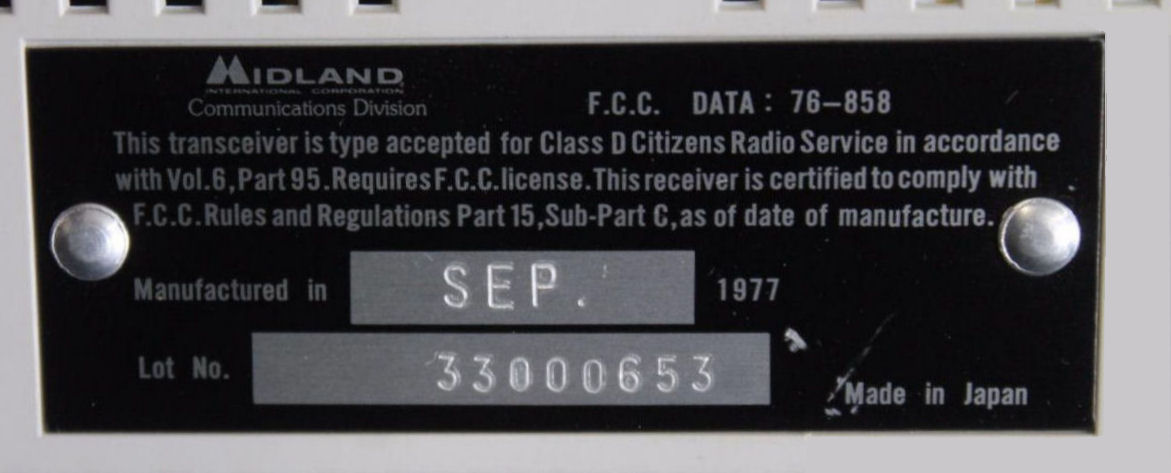 MIDLAND
INTERNATIONAL CORPORATION
Communications Division
F.C.C. DATA : 76-858
This transceiver is type accepted for Class D Citizens Radio Service in accordance
with Vol.6, Part 95. Requires F.C.C. license. This receiver is certified to comply with
F.C.C. Rules and Regulations Part 15, Sub-Part C, as of date of manufacture.
Manufactured in SEP. 1977
Lot No. 33000653
Made in Japan